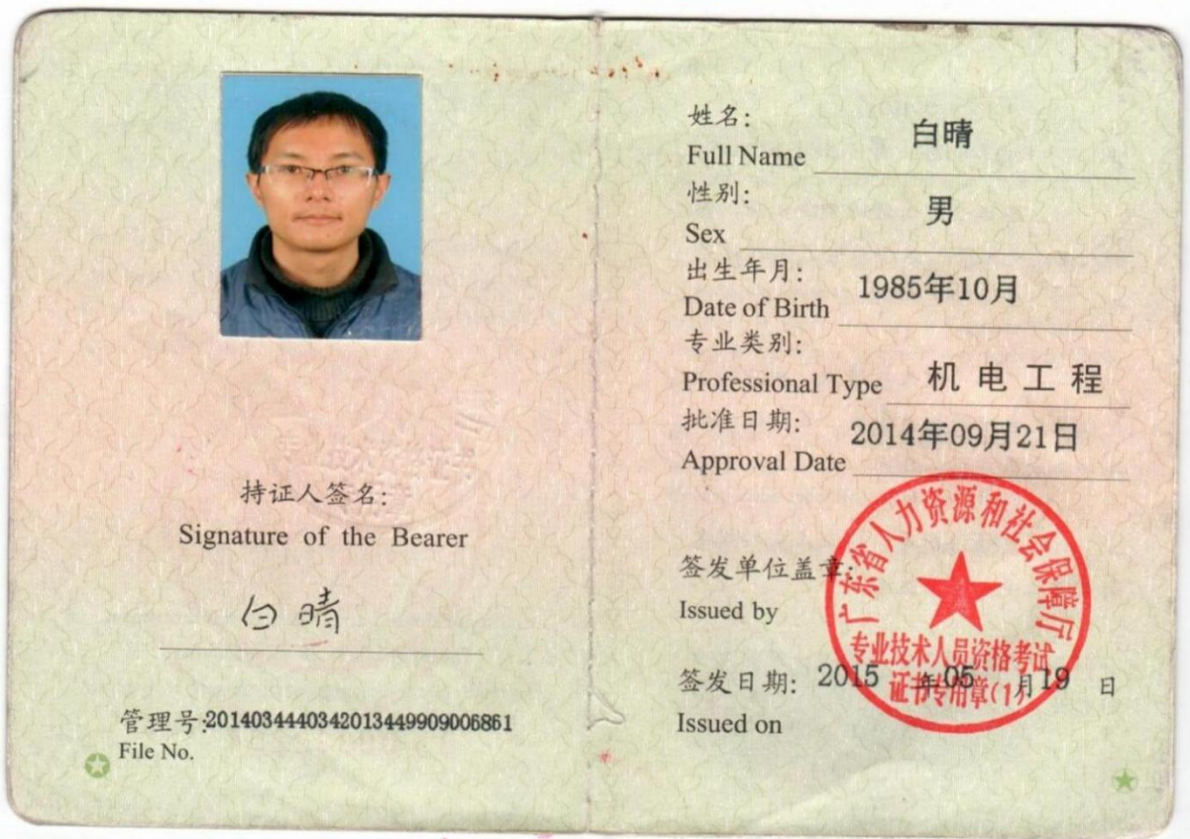 持证人签名:
Signature of the Bearer
白晴
管理号:2014034440342013449909006861
File No.
姓名:
白晴
Full Name
性别:
男
Sex
出生年月:
1985年10月
Date of Birth
专业类别:
机电工程
Professional Type
批准日期:
2014年09月21日
Approval Date
签发单位盖章:
Issued by
广东省人力资源和社会保障厅
专业技术人员资格考试
证书专用章(1)
签发日期: 2015 年05 月19 日
Issued on